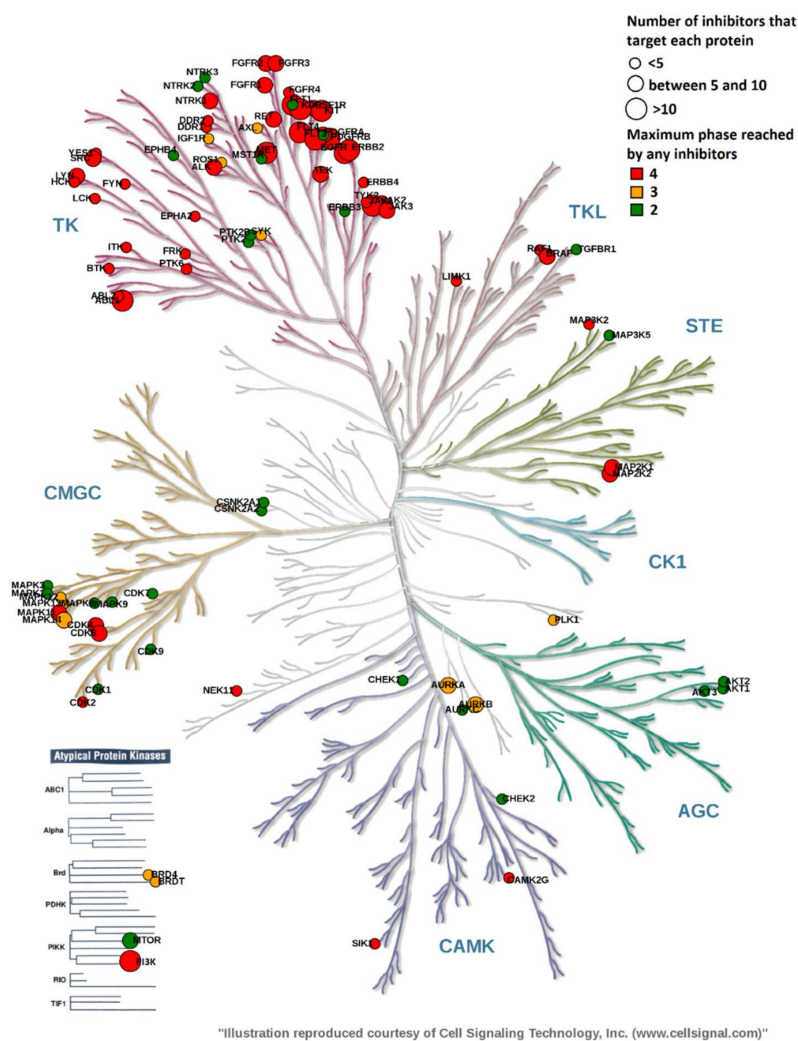 Number of inhibitors that
target each protein
<5
between 5 and 10
>10
Maximum phase reached
by any inhibitors
4
3
2
FGFR2 FGFR3
NTRK3
NTRK2
FGFR1
FGFR4
NTRK1
RET
KIT
DDR2
DDR1
AXL
FLT4
PDGFRB
IGF1R
EGFR ERBB2
YES1
SRC
EPHB4
ROS1
ALK
MST1R
MET
TEK
LYN
HCK
FYN
ERBB4
LCK
TYK2
JAK2
JAK3
ERBB3
EPHA2
TK
TKL
PTK2B SYK
PTK2
ITK
FRK
PTK6
BTK
RAF1
BRAF
TGFBR1
LIMK1
ABL1
MAP3K2
MAP3K5
STE
MAP2K1
MAP2K2
CMGC
CSNK2A1
CSNK2A2
CK1
MAPK9
CDK7
MAPK11
MAPK14
CDK6
PLK1
CDK9
CDK1
CDK2
NEK11
CHEK1
AURKA
AURKB
AKT2
AKT1
AKT3
AGC
CHEK2
CAMK2G
SIK1
CAMK
Atypical Protein Kinases
ABC1
Alpha
Brd
BRD4
BRDT
PDHK
PIKK
MTOR
PI3K
RIO
TIF1
"Illustration reproduced courtesy of Cell Signaling Technology, Inc. (www.cellsignal.com)"